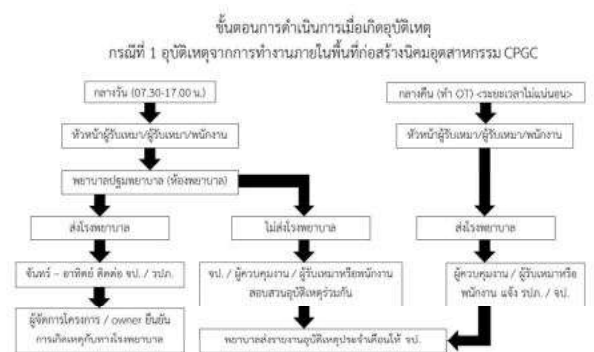 ขั้นตอนการดำเนินการเมื่อเกิดอุบัติเหตุ
กรณีที่ 1 อุบัติเหตุจากการทำงานภายในพื้นที่ก่อสร้างนิคมอุตสาหกรรม CPGC
กลางวัน (07.30-17.00 น.)
กลางคืน (ทำ OT) <ระยะเวลาไม่แน่นอน>
หัวหน้าผู้รับเหมา/ผู้รับเหมา/พนักงาน
หัวหน้าผู้รับเหมา/ผู้รับเหมา/พนักงาน
พยาบาลปฐมพยาบาล (ห้องพยาบาล)
ส่งโรงพยาบาล
ไม่ส่งโรงพยาบาล
ส่งโรงพยาบาล
จันทร์ – อาทิตย์ ติดต่อ จป. / รปภ.
จป. / ผู้ควบคุมงาน / ผู้รับเหมาหรือพนักงาน
สอบสวนอุบัติเหตุร่วมกัน
ผู้ควบคุมงาน / ผู้รับเหมาหรือ
พนักงาน แจ้ง รปภ. / จป.
ผู้จัดการโครงการ / owner ยืนยัน
การเกิดเหตุกับทางโรงพยาบาล
พยาบาลส่งรายงานอุบัติเหตุประจำเดือนให้ จป.